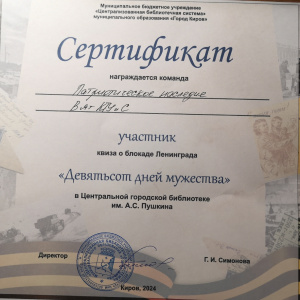 Муниципальное бюджетное учреждение
«Централизованная библиотечная система»
муниципального образования «Город Киров»
Сертификат
награждается команда
Патриотическое наследие
участник
квиза о блокаде Ленинграда
«Девятьсот дней мужества»
в Центральной городской библиотеке
им. А.С. Пушкина
Директор
Г. И. Симонова
Киров, 2024